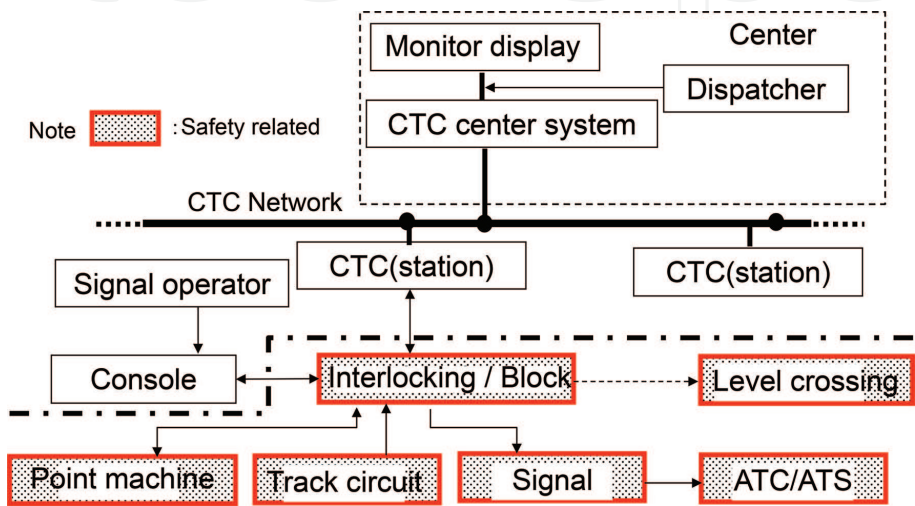 Monitor display
Center
Dispatcher
CTC center system
Note : Safety related
CTC Network
CTC(station)
CTC(station)
Signal operator
Console
Interlocking / Block
Level crossing
Point machine
Track circuit
Signal
ATC/ATS